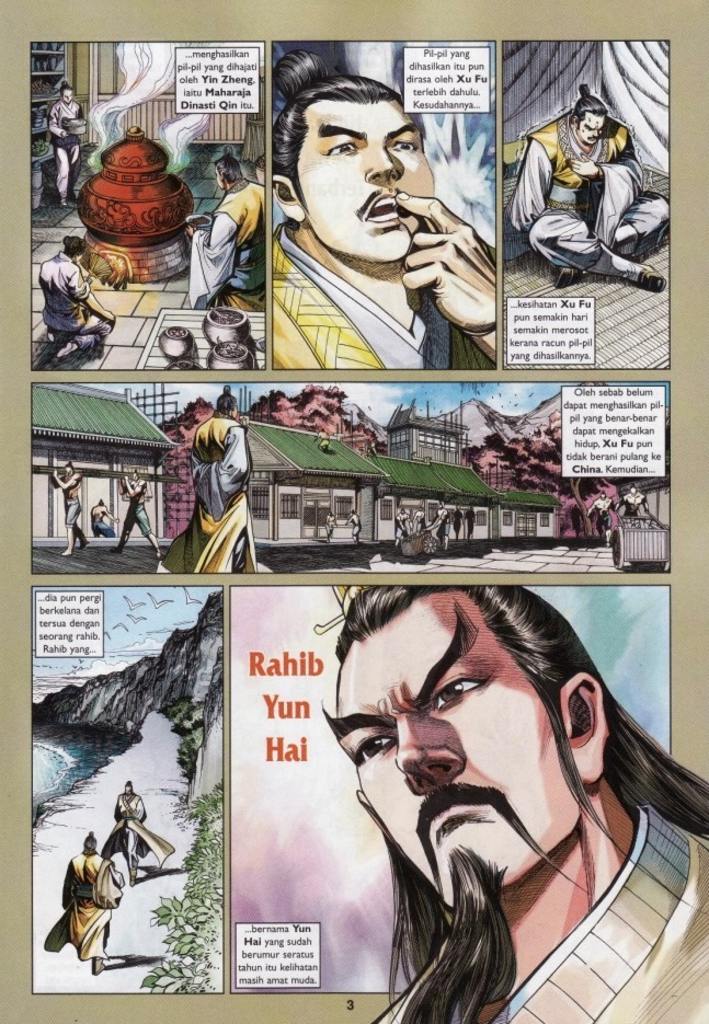 ...menghasilkan
pil-pil yang dihajati
oleh Yin Zheng,
iaitu Maharaja
Dinasti Qin itu.
Pil-pil yang
dihasilkan itu pun
dirasa oleh Xu Fu
terlebih dahulu.
Kesudahannya...
...kesihatan Xu Fu
pun semakin hari
semakin merosot
kerana racun pil-pil
yang dihasilkannya.
Oleh sebab belum
dapat menghasilkan pil-
pil yang benar-benar
dapat mengekalkan
hidup, Xu Fu pun
tidak berani pulang ke
China. Kemudian...
...dia pun pergi
berkelana dan
tersua dengan
seorang rahib.
Rahib yang...
Rahib
Yun
Hai
...bernama Yun
Hai yang sudah
berumur seratus
tahun itu kelihatan
masih amat muda.
3